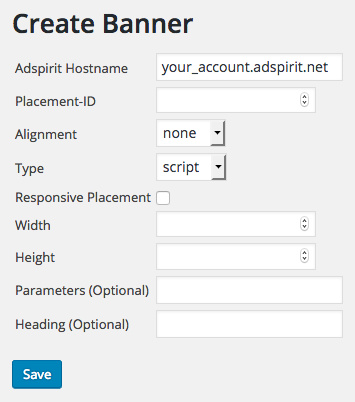 Create Banner
Adspirit Hostname your_account.adspirit.net
Placement-ID
Alignment none
Type script
Responsive Placement
Width
Height
Parameters (Optional)
Heading (Optional)
Save